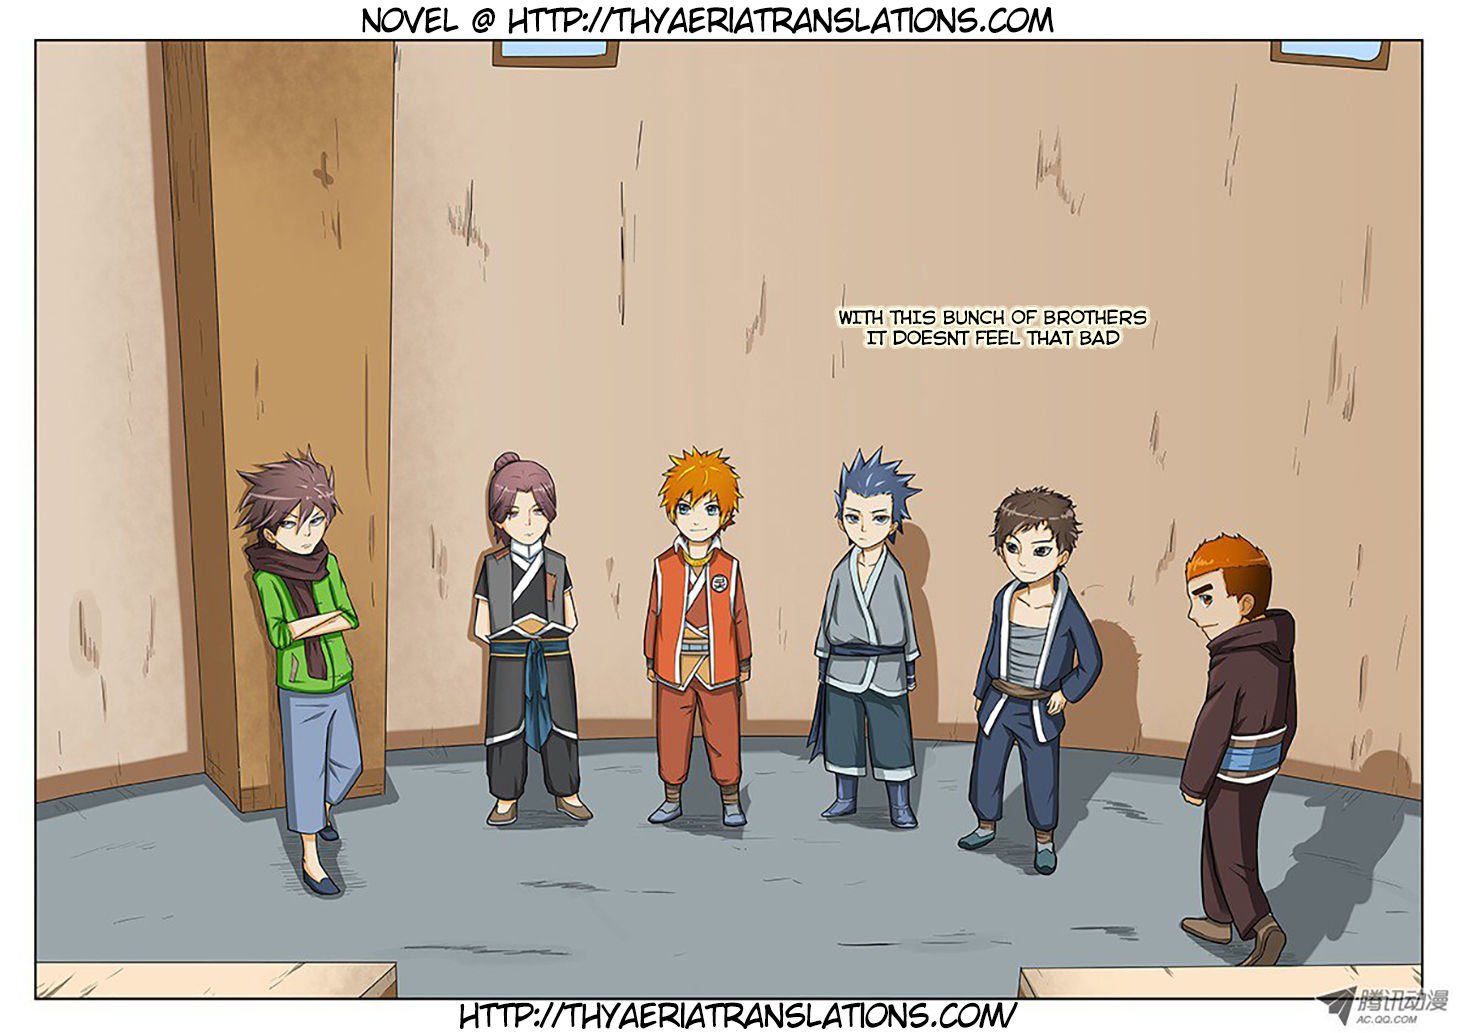 NOVEL @ HTTP://THYAERIATRANSLATIONS.COM
WITH THIS BUNCH OF BROTHERS
IT DOESNT FEEL THAT BAD
HTTP://THYAERIATRANSLATIONS.COM/
腾讯动漫
AC.QQ.COM